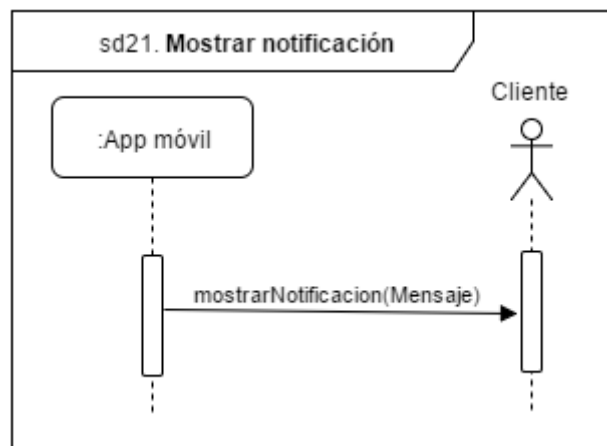 sd21. Mostrar notificación
Cliente
:App móvil
mostrarNotificacion(Mensaje)